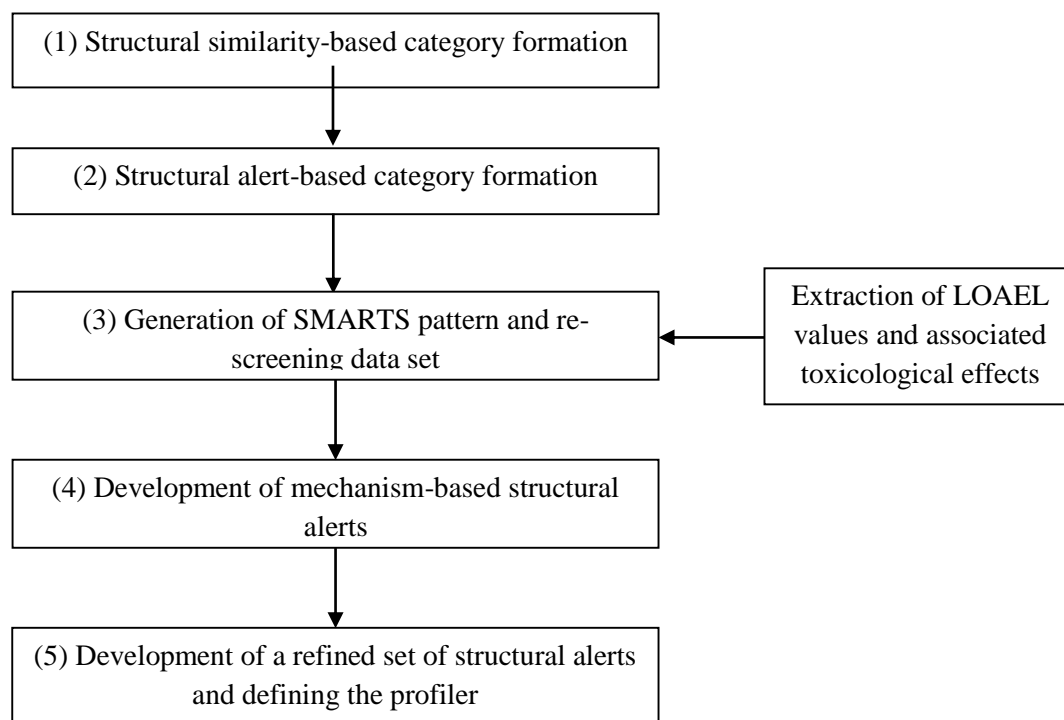 (1) Structural similarity-based category formation
(2) Structural alert-based category formation
(3) Generation of SMARTS pattern and re-
screening data set
Extraction of LOAEL
values and associated
toxicological effects
(4) Development of mechanism-based structural
alerts
(5) Development of a refined set of structural alerts
and defining the profiler